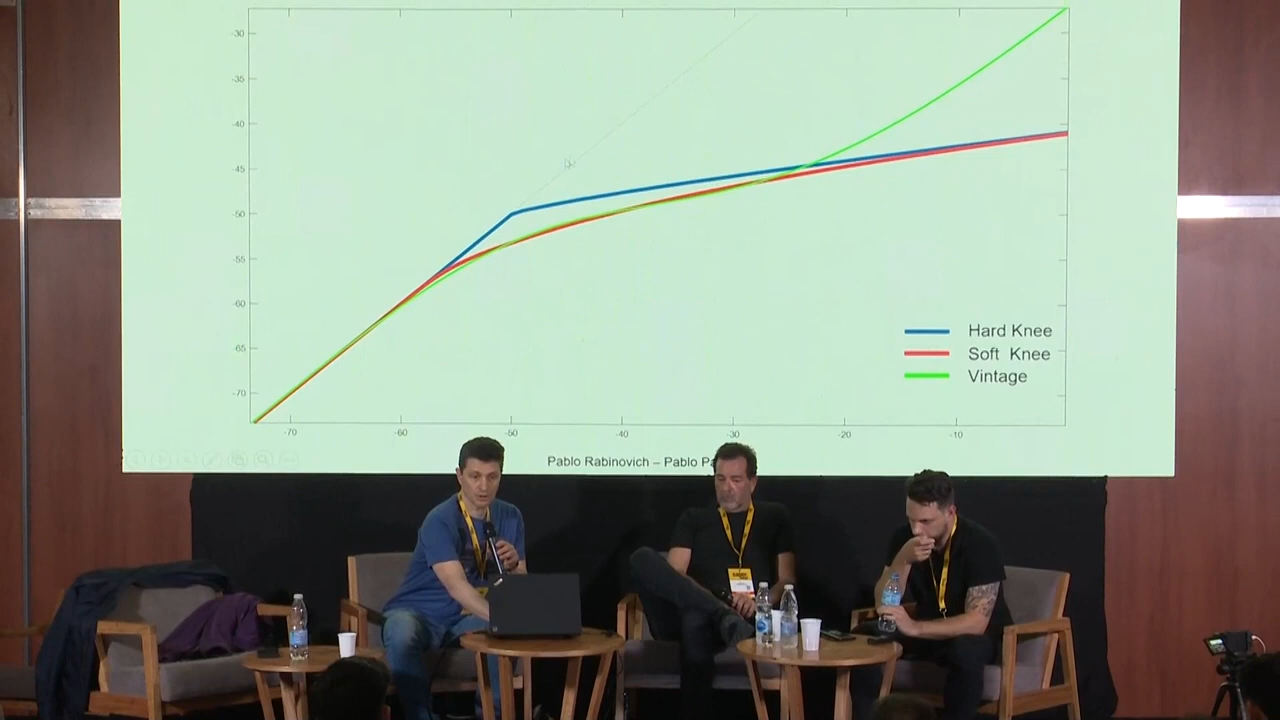 -30
-35
-40
-45
-50
-55
-60
-65
-70
Hard Knee
Soft Knee
Vintage
-70 -60 -50 -40 -30 -20 -10
Pablo Rabinovich – Pablo